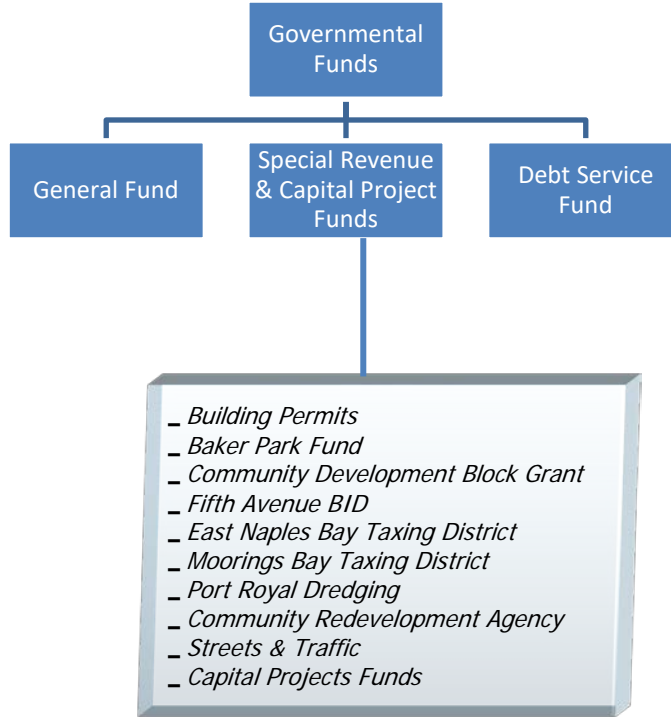 Governmental
Funds
General Fund
Special Revenue
& Capital Project
Funds
Debt Service
Fund
_ Building Permits
_ Baker Park Fund
_ Community Development Block Grant
_ Fifth Avenue BID
_ East Naples Bay Taxing District
_ Moorings Bay Taxing District
_ Port Royal Dredging
_ Community Redevelopment Agency
_ Streets & Traffic
_ Capital Projects Funds